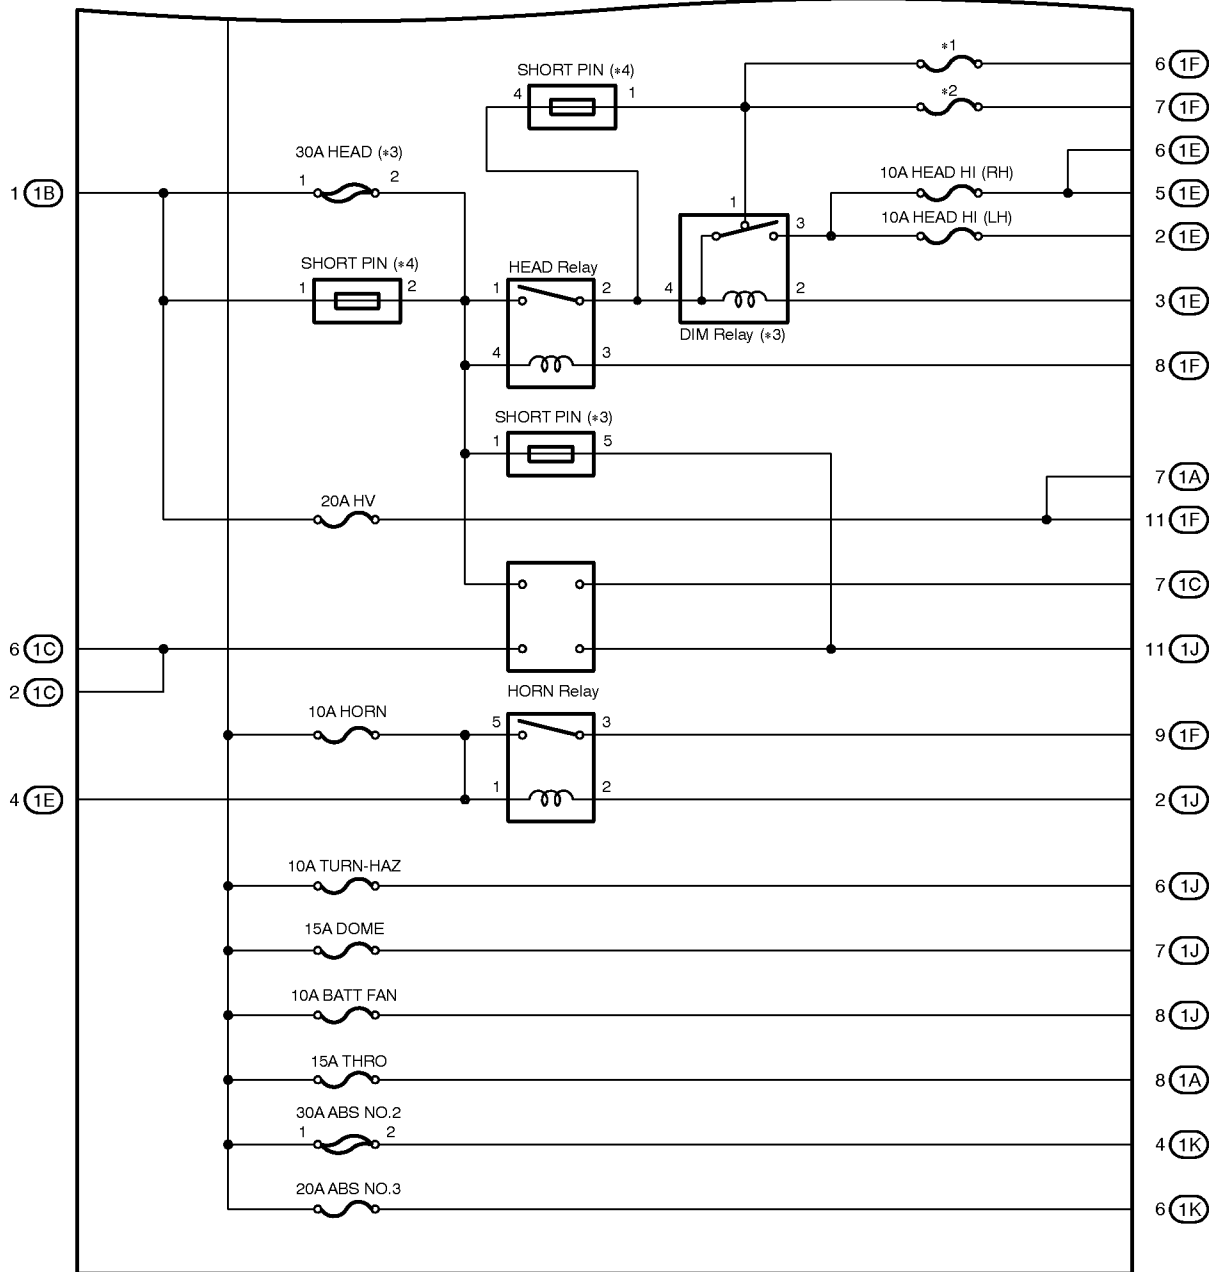 *1
SHORT PIN (*4)
6 1F
4 1
*2
7 1F
6 1E
30A HEAD (*3)
10A HEAD HI (RH)
1 1B
1 2
5 1E
1
10A HEAD HI (LH)
3
2 1E
SHORT PIN (*4)
HEAD Relay
1 2
1 2
4 2
3 1E
DIM Relay (*3)
4 3
8 1F
SHORT PIN (*3)
1 5
7 1A
20A HV
11 1F
7 1C
6 1C
11 1J
2 1C
HORN Relay
10A HORN
5 3
9 1F
4 1E
1 2
2 1J
10A TURN-HAZ
6 1J
15A DOME
7 1J
10A BATT FAN
8 1J
15A THRO
8 1A
30A ABS NO.2
1 2
4 1K
20A ABS NO.3
6 1K